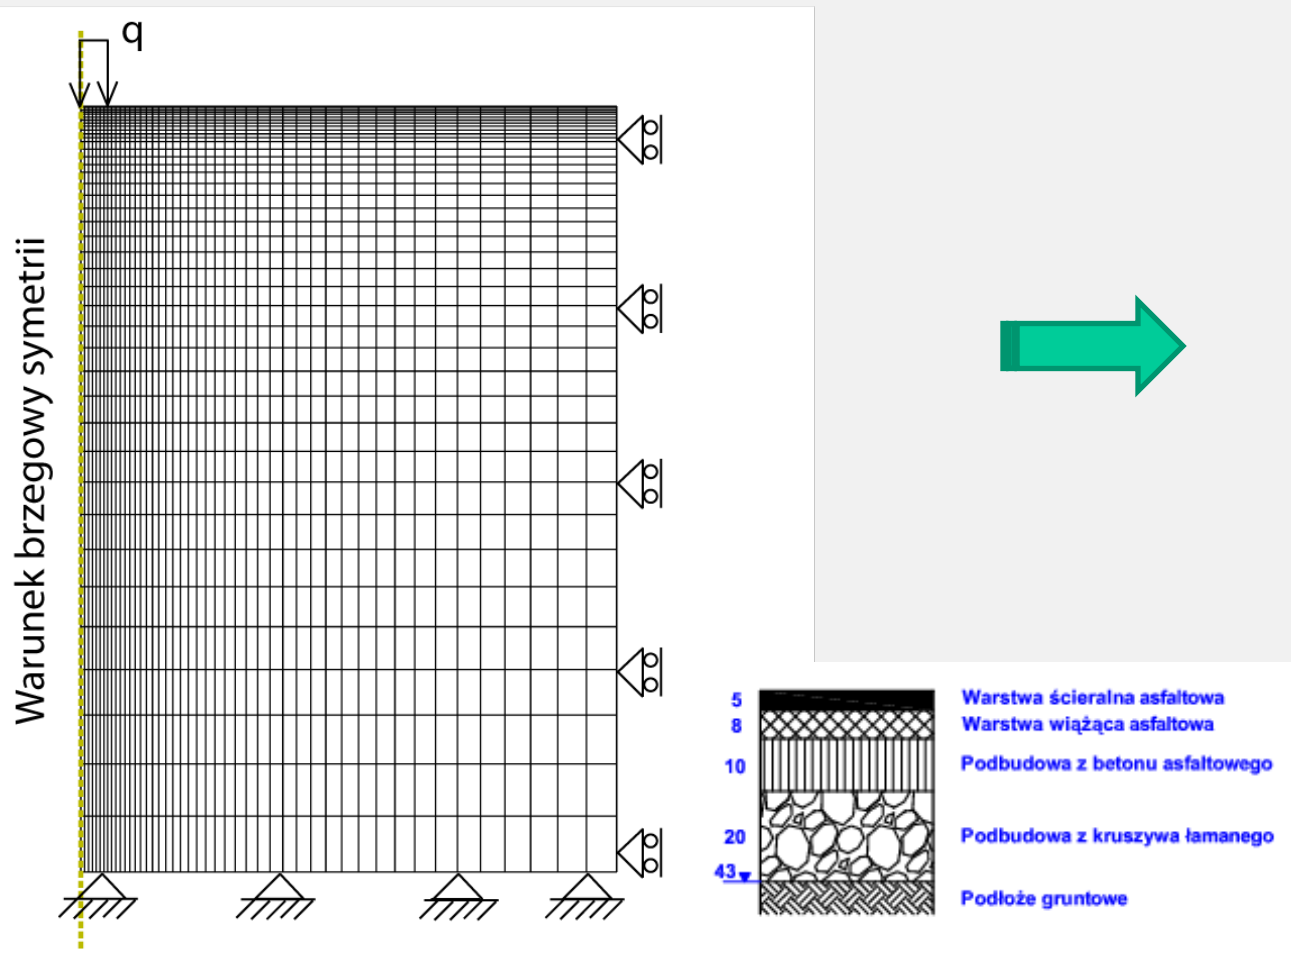 q
Warunek brzegowy symetrii
5 Warstwa ścieralna asfaltowa
8 Warstwa wiążąca asfaltowa
10 Podbudowa z betonu asfaltowego
20 Podbudowa z kruszywa łamanego
43
Podłoże gruntowe